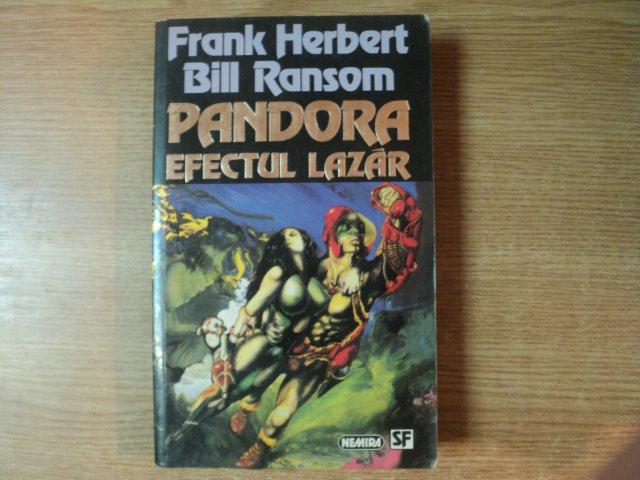 Frank Herbert
Bill Ransom
PANDORA
EFECTUL LAZĂR
NEMIRA SF